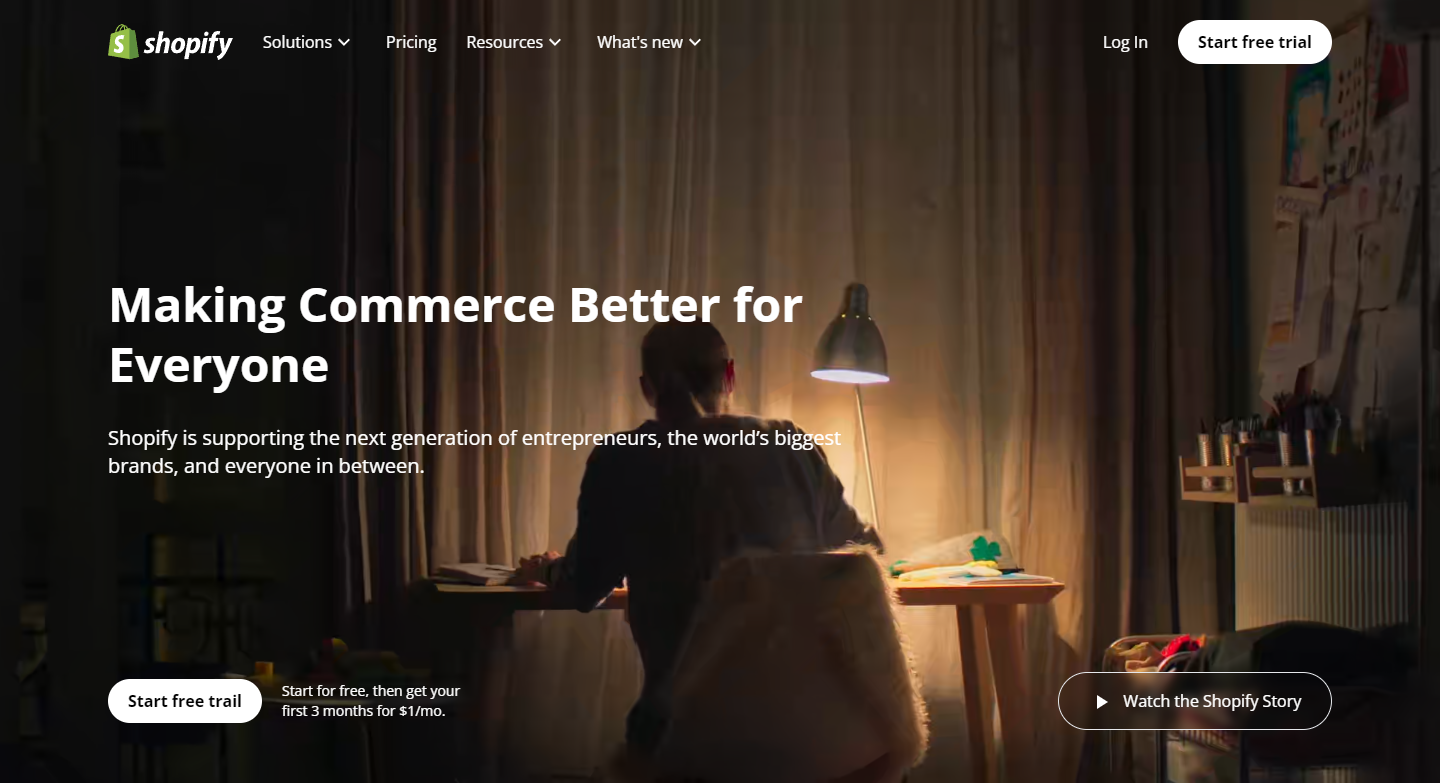 shopify Solutions Pricing Resources What's new Log In Start free trial
Making Commerce Better for
Everyone
Shopify is supporting the next generation of entrepreneurs, the world’s biggest
brands, and everyone in between.
Start free trail
Start for free, then get your
first 3 months for $1/mo.
Watch the Shopify Story